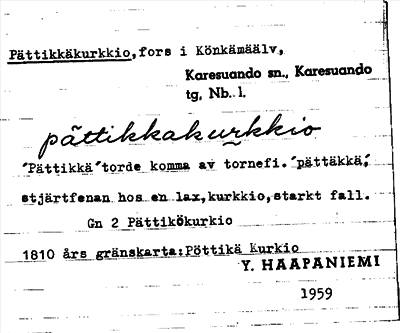 Pättikkäkurkkio,fors i Könkämäälv,
Karesuando sn., Karesuando
tg, Nb. l.
pättikkakurkkio
"Pättikkä"torde komma av tornefi."pättäkkä",
stjärtfenan hos en lax,kurkkio,starkt fall.
Gn 2 Pättikökurkio
1810 års gränskarta:Pöttikä Kurkio
Y. HAAPANIEMI
1959